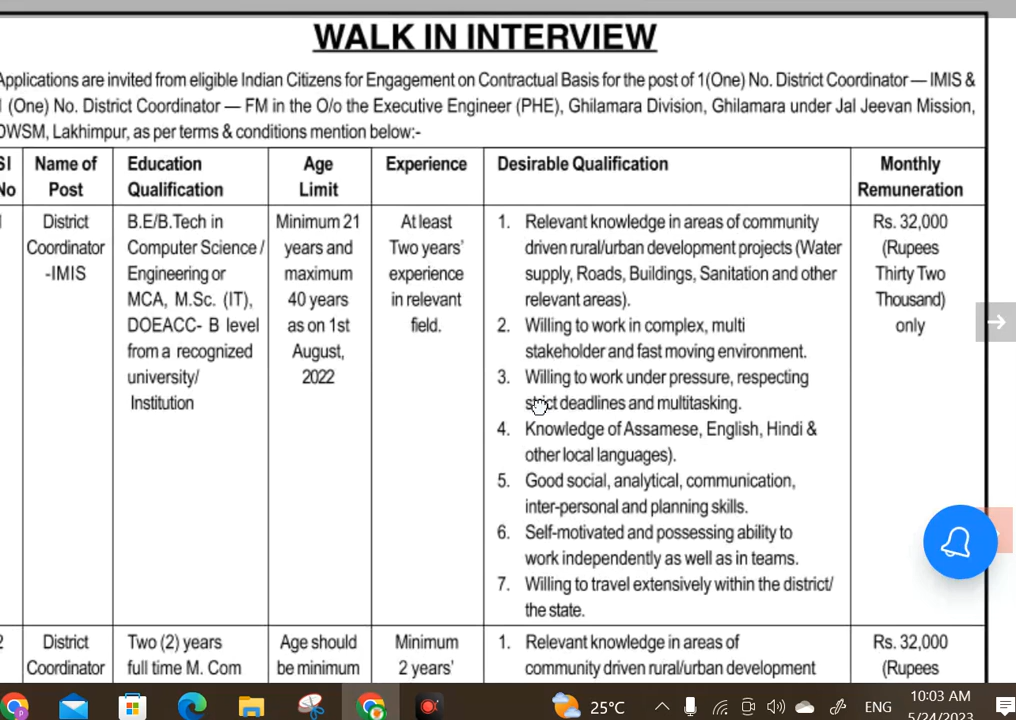 WALK IN INTERVIEW
Applications are invited from eligible Indian Citizens for Engagement on Contractual Basis for the post of 1(One) No. District Coordinator — IMIS &
(One) No. District Coordinator — FM in the O/o the Executive Engineer (PHE), Ghilamara Division, Ghilamara under Jal Jeevan Mission,
DWSM, Lakhimpur, as per terms & conditions mention below:-
Sl
No
Name of
Post
Education
Qualification
Age
Limit
Experience
Desirable Qualification
Monthly
Remuneration
1
District
Coordinator
-IMIS
B.E/B.Tech in
Computer Science /
Engineering or
MCA, M.Sc. (IT),
DOEACC- B level
from a recognized
university/
Institution
Minimum 21
years and
maximum
40 years
as on 1st
August,
2022
At least
Two years'
experience
in relevant
field.
1. Relevant knowledge in areas of community
driven rural/urban development projects (Water
supply, Roads, Buildings, Sanitation and other
relevant areas).
2. Willing to work in complex, multi
stakeholder and fast moving environment.
3. Willing to work under pressure, respecting
strict deadlines and multitasking.
4. Knowledge of Assamese, English, Hindi &
other local languages).
5. Good social, analytical, communication,
inter-personal and planning skills.
6. Self-motivated and possessing ability to
work independently as well as in teams.
7. Willing to travel extensively within the district/
the state.
Rs. 32,000
(Rupees
Thirty Two
Thousand)
only
2
District
Coordinator
Two (2) years
full time M. Com
Age should
be minimum
Minimum
2 years'
1. Relevant knowledge in areas of
community driven rural/urban development
Rs. 32,000
(Rupees
25°C
ENG
10:03 AM
5/24/2023